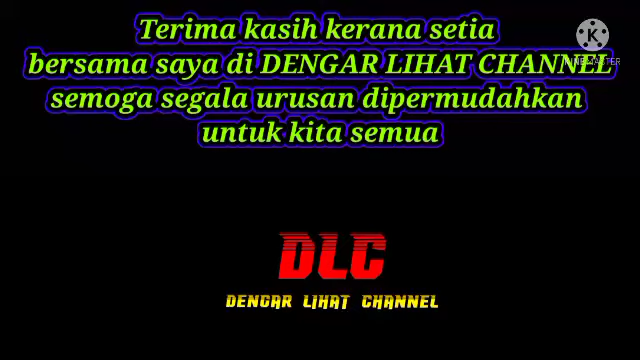 Terima kasih kerana setia
bersama saya di DENGAR LIHAT CHANNEL
semoga segala urusan dipermudahkan
untuk kita semua
K
KINEMASTER
DLC
DENGAR LIHAT CHANNEL